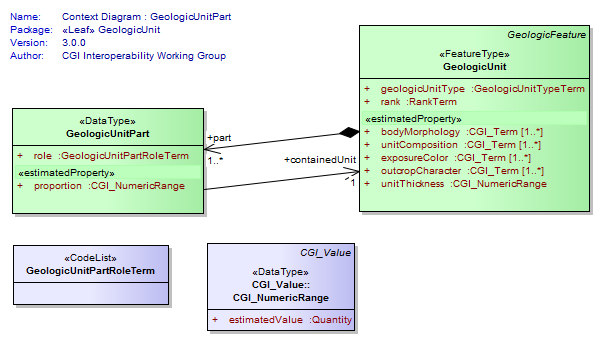 Name: Context Diagram : GeologicUnitPart
Package: «Leaf» GeologicUnit
Version: 3.0.0
Author: CGI Interoperability Working Group
GeologicFeature
«FeatureType»
GeologicUnit
+ geologicUnitType :GeologicUnitTypeTerm
+ rank :RankTerm
«estimatedProperty»
+ bodyMorphology :CGI_Term [1..*]
+ unitComposition :CGI_Term [1..*]
+ exposureColor :CGI_Term [1..*]
+ outcropCharacter :CGI_Term [1..*]
+ unitThickness :CGI_NumericRange
«DataType»
GeologicUnitPart
+ role :GeologicUnitPartRoleTerm
«estimatedProperty»
+ proportion :CGI_NumericRange
+part
1..*
+containedUnit
1
«CodeList»
GeologicUnitPartRoleTerm
CGI_Value
«DataType»
CGI_Value::
CGI_NumericRange
+ estimatedValue :Quantity